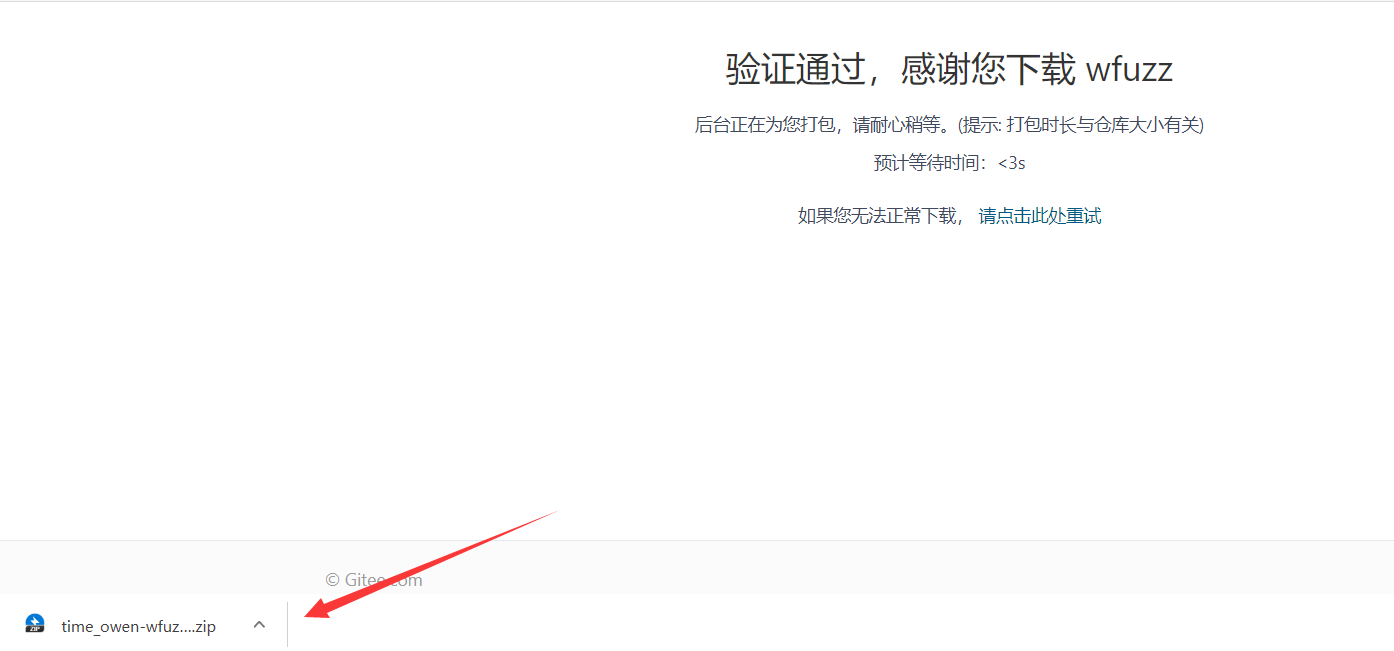 验证通过，感谢您下载 wfuzz
后台正在为您打包，请耐心稍等。(提示: 打包时长与仓库大小有关)
预计等待时间：<3s
如果您无法正常下载， 请点击此处重试
© Gitee.com
time_owen-wfuz....zip
ZIP